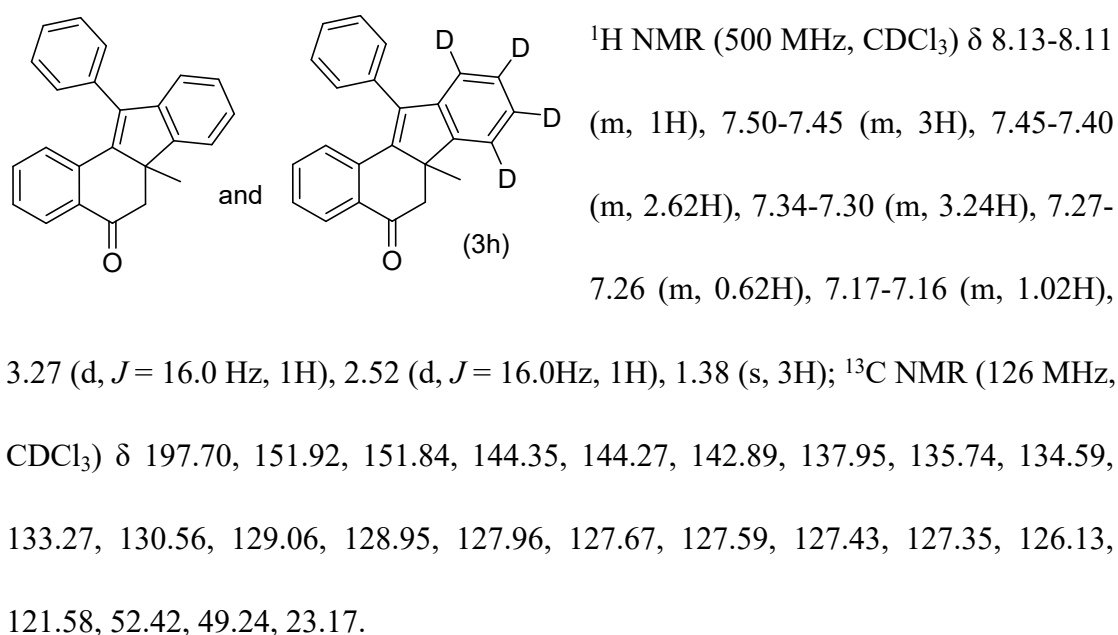 ¹H NMR (500 MHz, CDCl₃) δ 8.13-8.11
(m, 1H), 7.50-7.45 (m, 3H), 7.45-7.40
(m, 2.62H), 7.34-7.30 (m, 3.24H), 7.27-
7.26 (m, 0.62H), 7.17-7.16 (m, 1.02H),
D
D
D
D
and
O
O
(3h)
3.27 (d, J = 16.0 Hz, 1H), 2.52 (d, J = 16.0Hz, 1H), 1.38 (s, 3H); ¹³C NMR (126 MHz,
CDCl₃) δ 197.70, 151.92, 151.84, 144.35, 144.27, 142.89, 137.95, 135.74, 134.59,
133.27, 130.56, 129.06, 128.95, 127.96, 127.67, 127.59, 127.43, 127.35, 126.13,
121.58, 52.42, 49.24, 23.17.